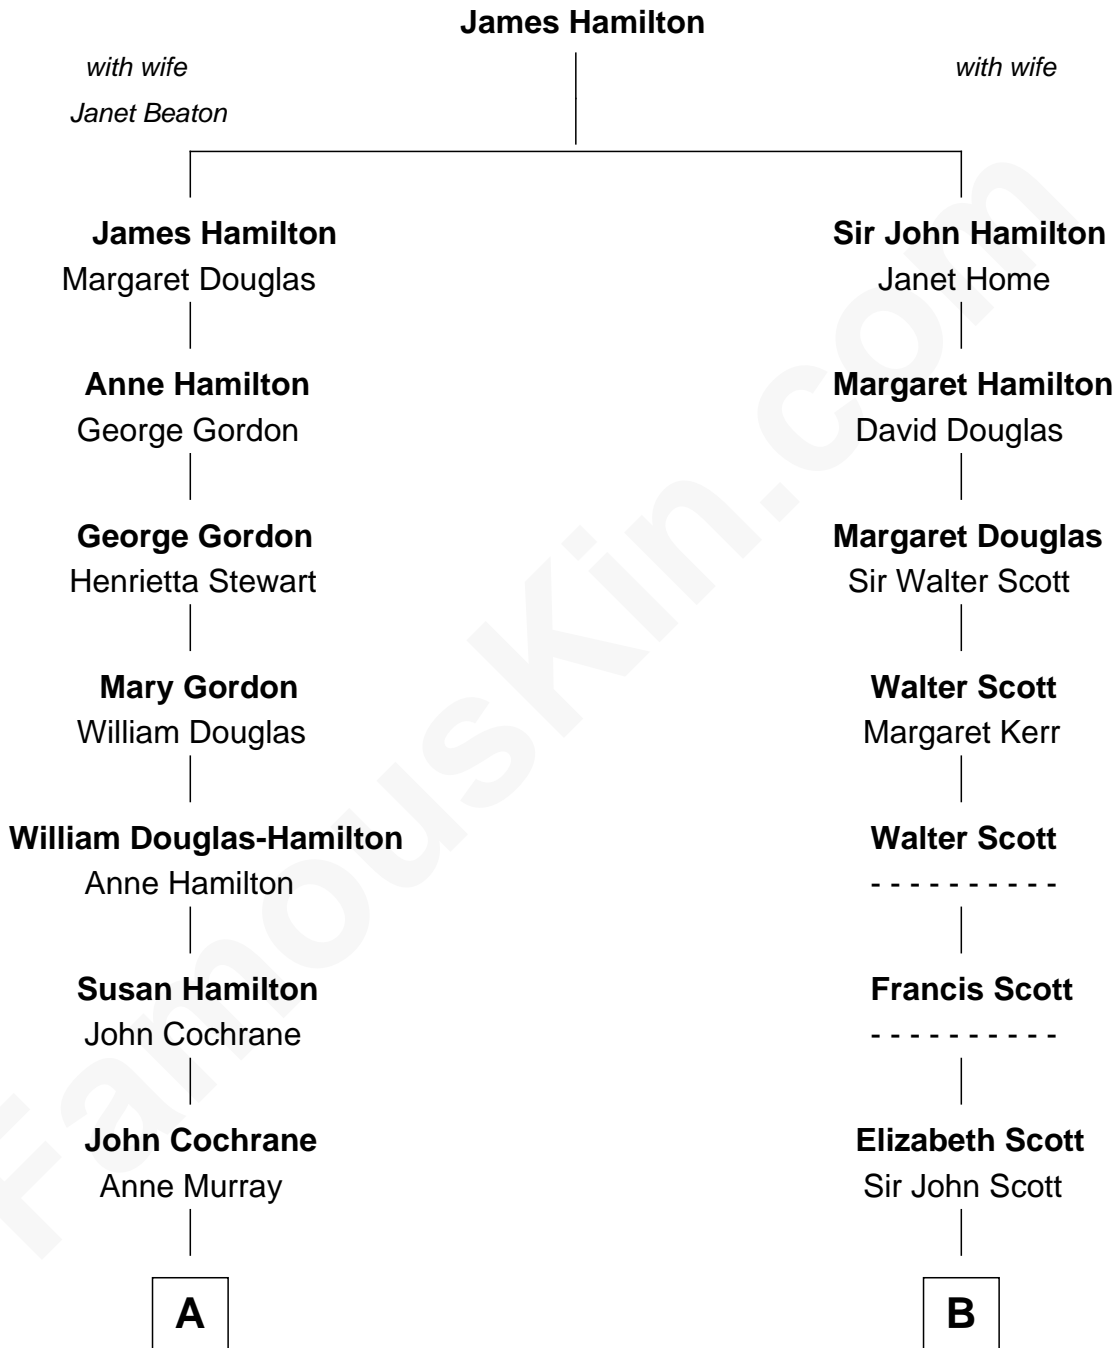 James Hamilton
with wife
with wife
Janet Beaton
James Hamilton
Margaret Douglas
Sir John Hamilton
Janet Home
Anne Hamilton
George Gordon
Margaret Hamilton
David Douglas
George Gordon
Henrietta Stewart
Margaret Douglas
Sir Walter Scott
Mary Gordon
William Douglas
Walter Scott
Margaret Kerr
William Douglas-Hamilton
Anne Hamilton
Walter Scott
- - - - - - - - - -
Susan Hamilton
John Cochrane
Francis Scott
- - - - - - - - - -
John Cochrane
Anne Murray
Elizabeth Scott
Sir John Scott
A
B
FamousKin.com